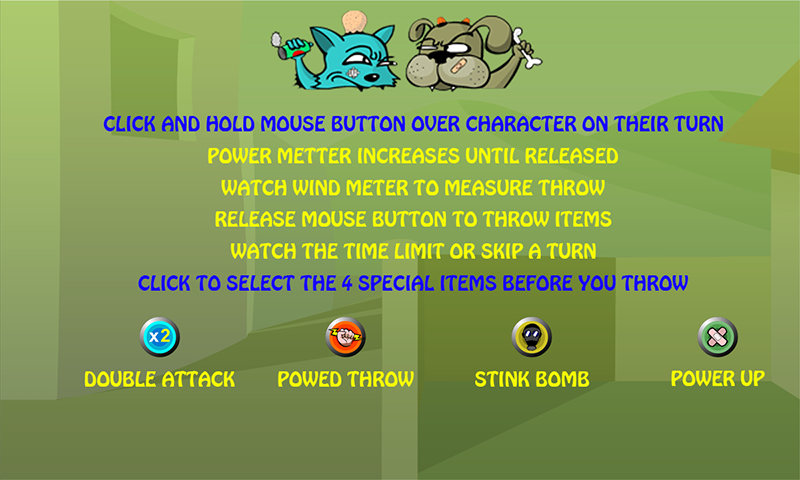 CLICK AND HOLD MOUSE BUTTON OVER CHARACTER ON THEIR TURN
POWER METTER INCREASES UNTIL RELEASED
WATCH WIND METER TO MEASURE THROW
RELEASE MOUSE BUTTON TO THROW ITEMS
WATCH THE TIME LIMIT OR SKIP A TURN
CLICK TO SELECT THE 4 SPECIAL ITEMS BEFORE YOU THROW
x2
DOUBLE ATTACK
POWED THROW
STINK BOMB
POWER UP